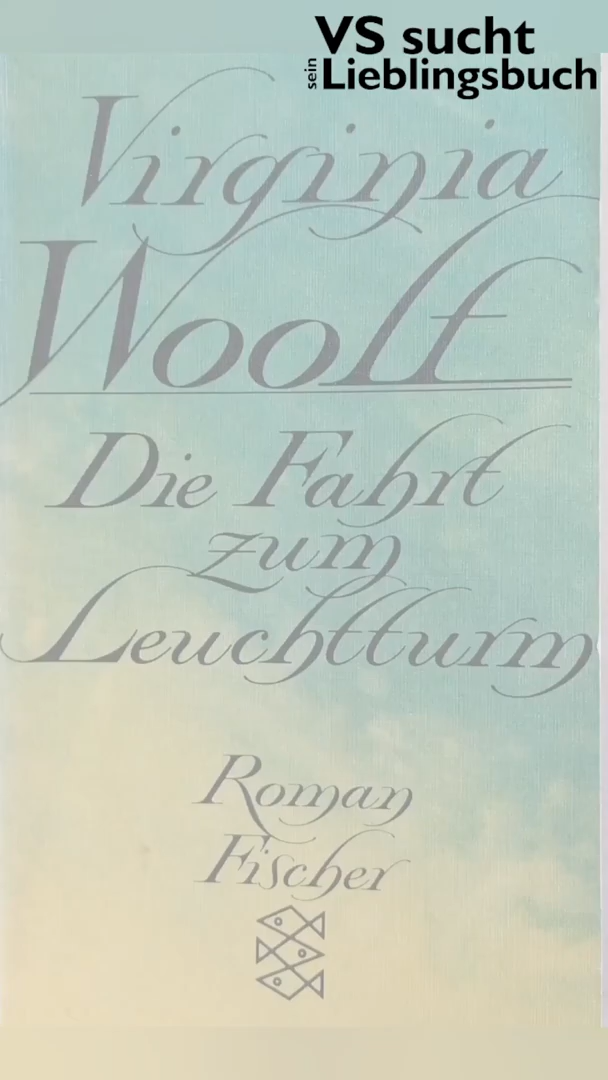 VS sucht
sein Lieblingsbuch
Virginia
Woolf
Die Fahrt
zum
Leuchtturm
Roman
Fischer